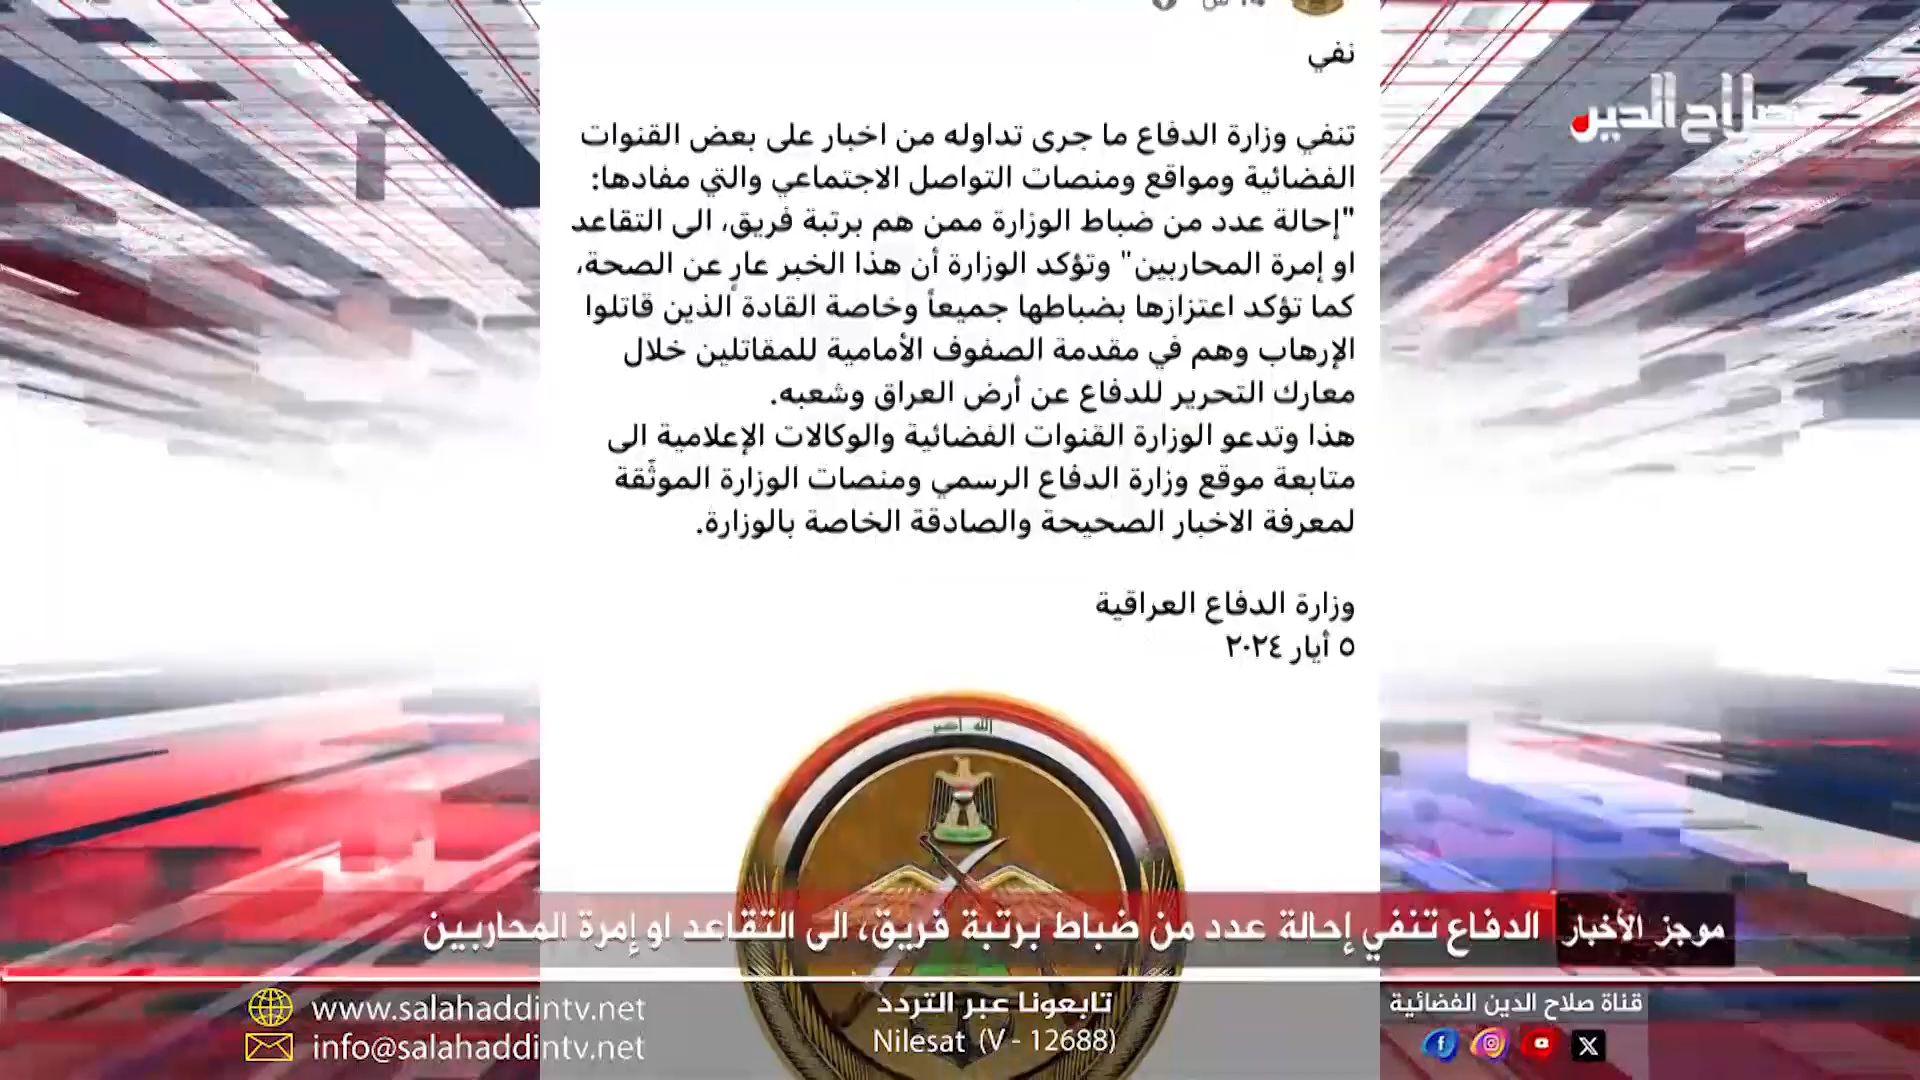 نفي
صلاح الدين
تنفي وزارة الدفاع ما جرى تداوله من اخبار على بعض القنوات
الفضائية ومواقع ومنصات التواصل الاجتماعي والتي مفادها:
"إحالة عدد من ضباط الوزارة ممن هم برتبة فريق، الى التقاعد
او إمرة المحاربين" وتؤكد الوزارة أن هذا الخبر عارٍ عن الصحة،
كما تؤكد اعتزازها بضباطها جميعاً وخاصة القادة الذين قاتلوا
الإرهاب وهم في مقدمة الصفوف الأمامية للمقاتلين خلال
معارك التحرير للدفاع عن أرض العراق وشعبه.
هذا وتدعو الوزارة القنوات الفضائية والوكالات الإعلامية الى
متابعة موقع وزارة الدفاع الرسمي ومنصات الوزارة الموثَّقة
لمعرفة الاخبار الصحيحة والصادقة الخاصة بالوزارة.
وزارة الدفاع العراقية
٥ أيار ٢٠٢٤
الله اكبر
موجز الأخبار
الدفاع تنفي إحالة عدد من ضباط برتبة فريق، الى التقاعد او إمرة المحاربين
قناة صلاح الدين الفضائية
تابعونا عبر التردد
Nilesat (V - 12688)
www.salahaddintv.net
info@salahaddintv.net